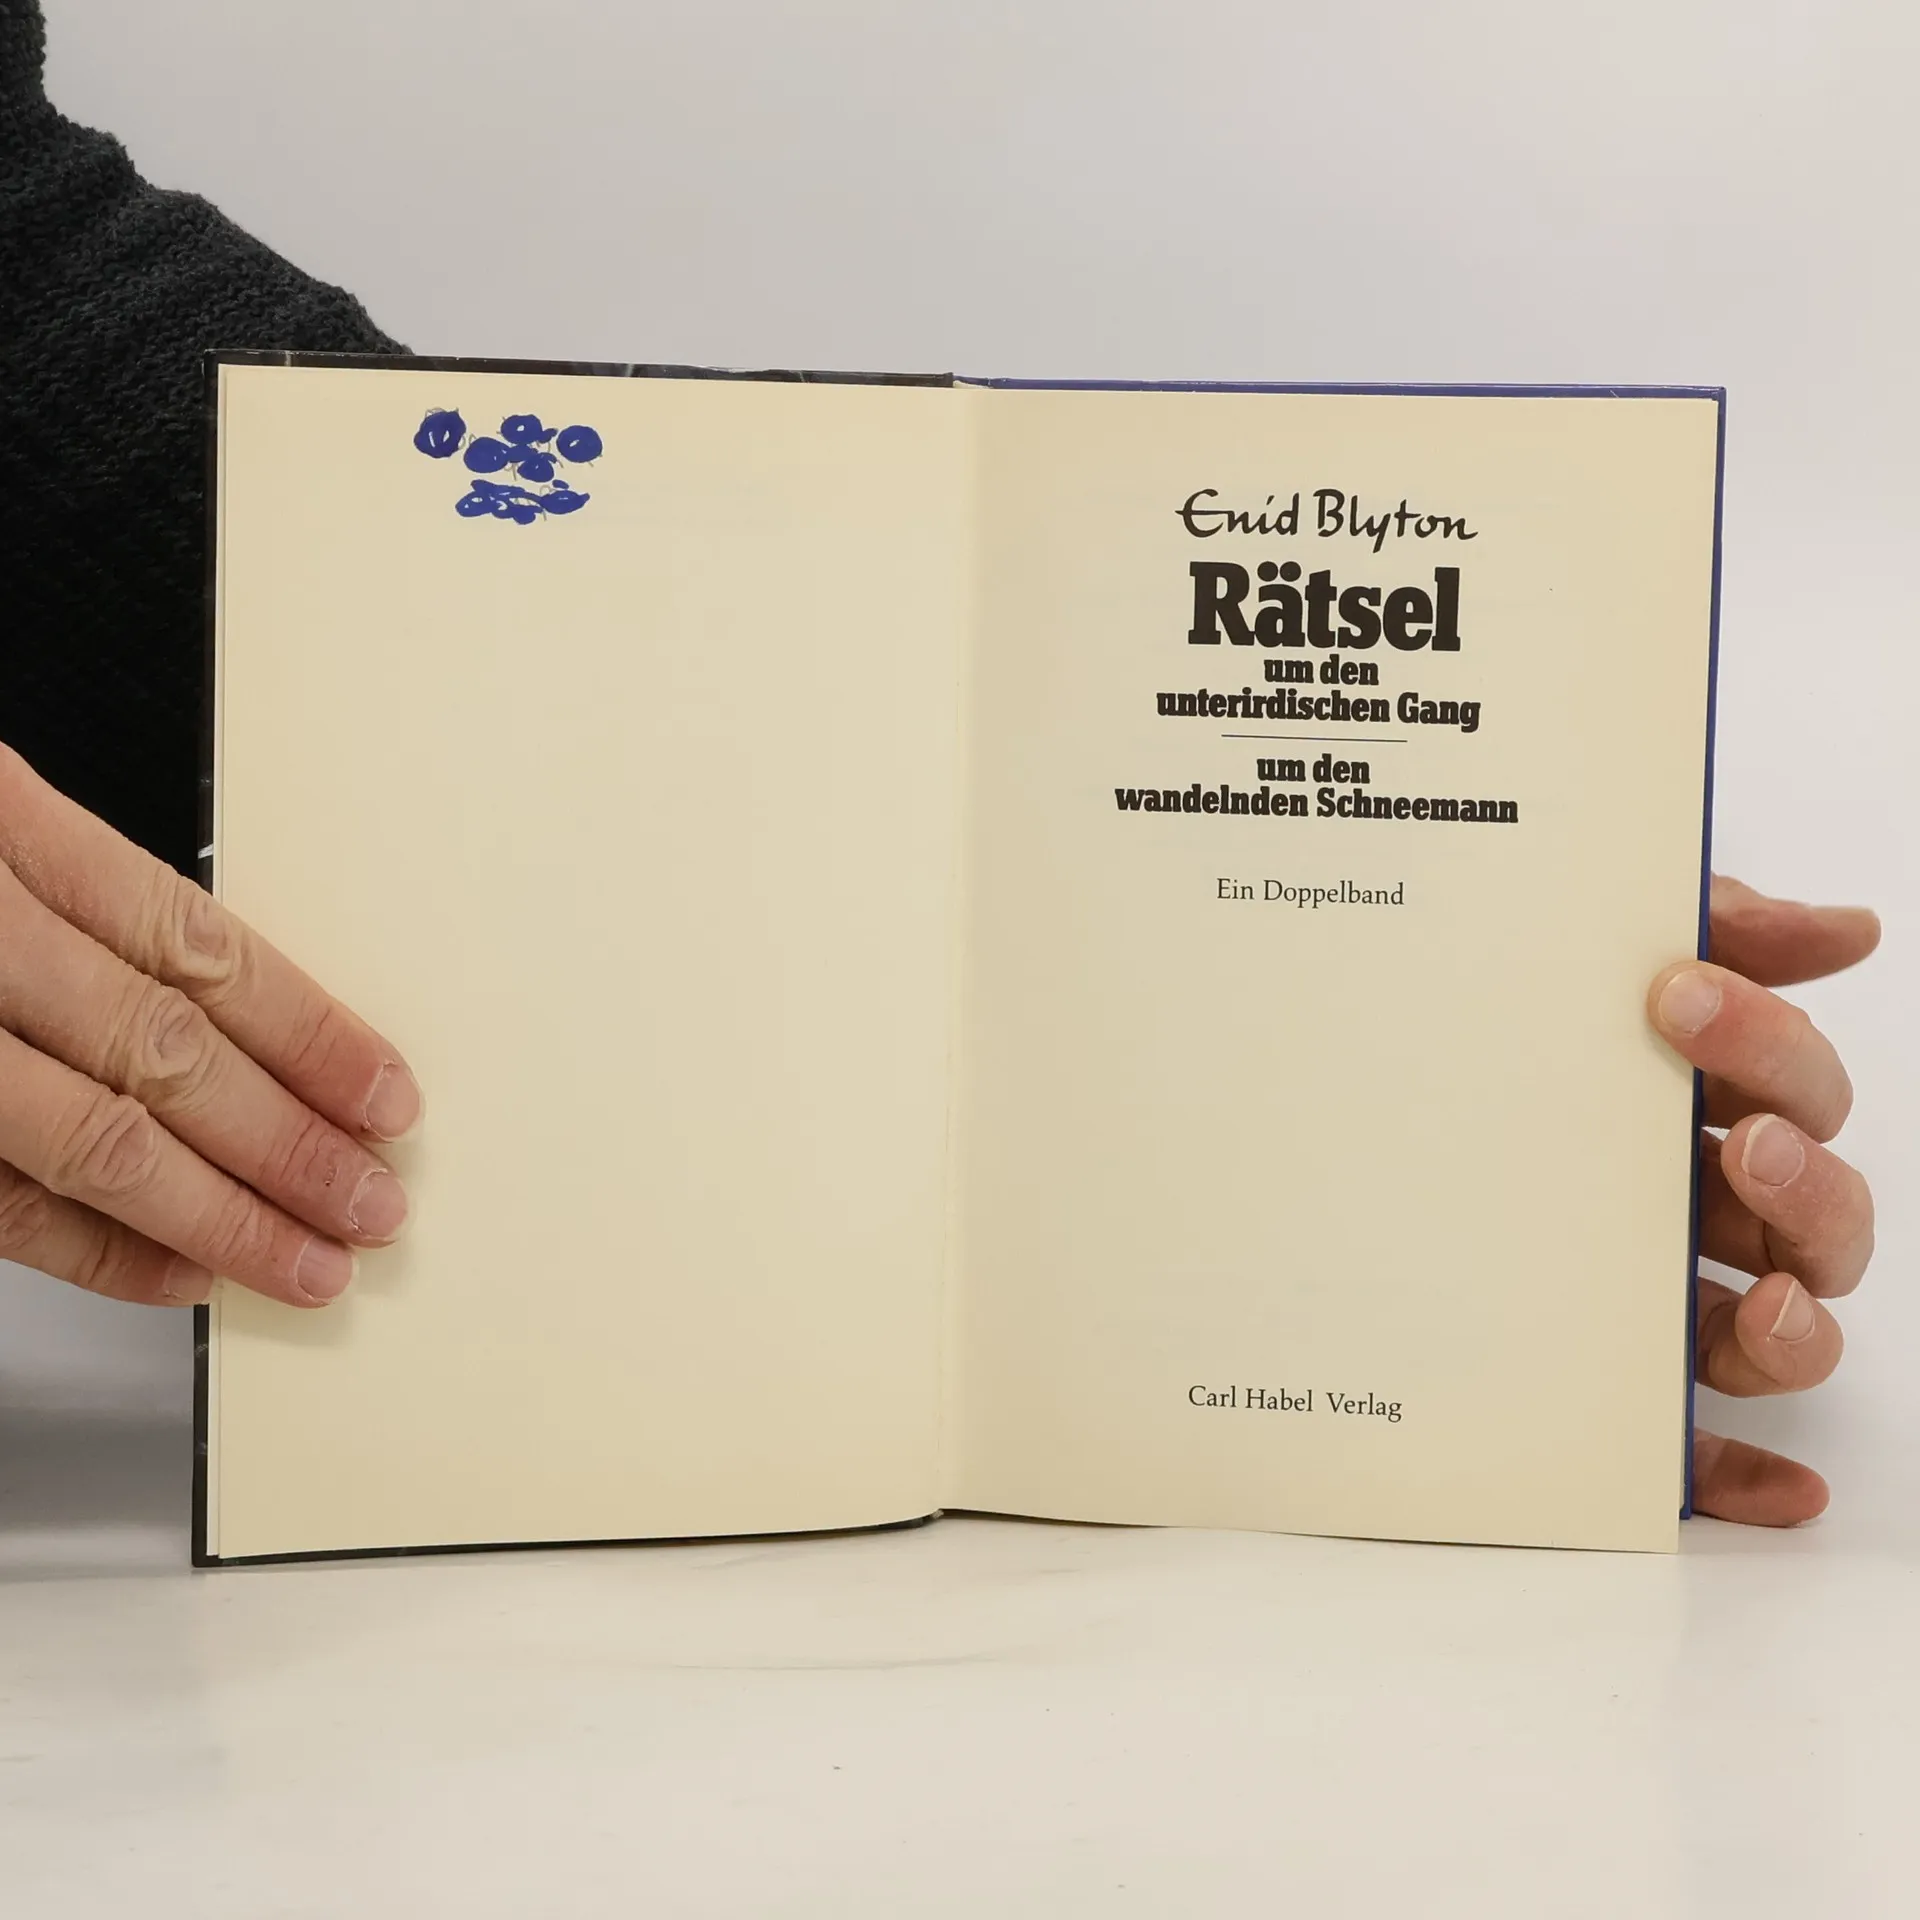 Enid Blyton
Rätsel
um den
unterirdischen Gang
um den
wandelnden Schneemann
Ein Doppelband
Carl Habel Verlag